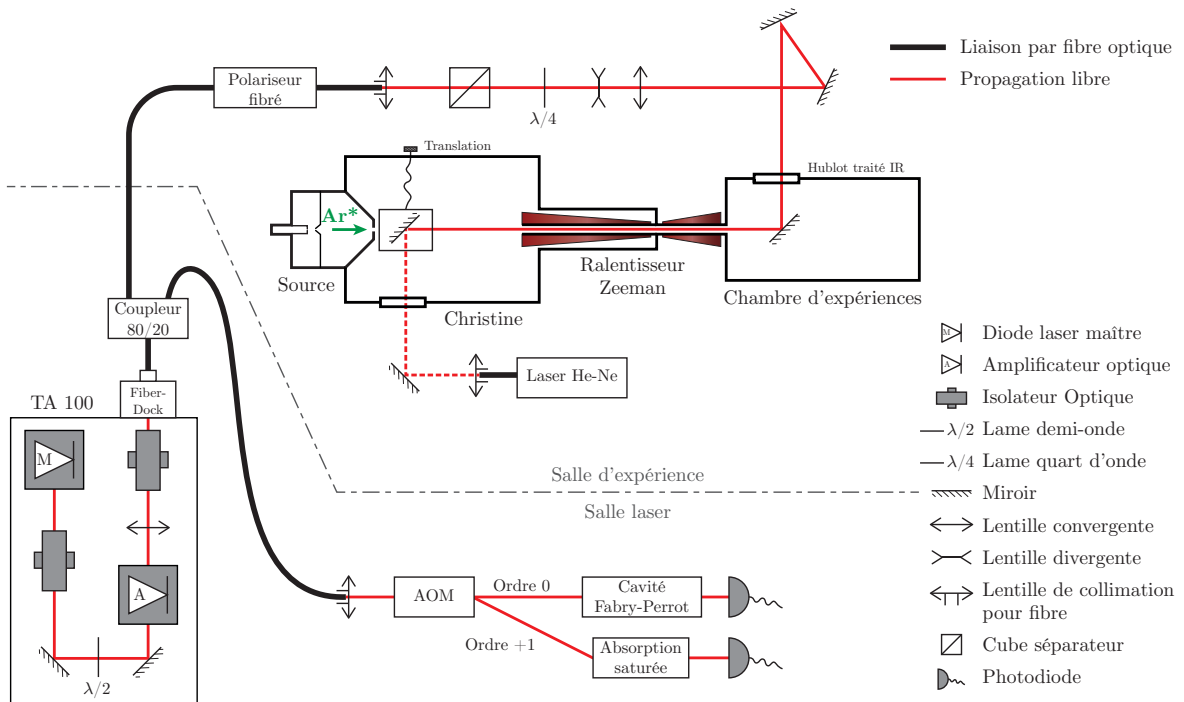 Liaison par fibre optique
Propagation libre
Polariseur
fibré
λ/4
Translation
Hublot traité IR
Ar*
Source
Christine
Ralentisseur
Zeeman
Chambre d'expériences
Coupleur
80/20
Laser He-Ne
Fiber-
Dock
TA 100
M
A
λ/2
Salle d'expérience
Salle laser
AOM
Ordre 0
Ordre +1
Cavité
Fabry-Perrot
Absorption
saturée
M Diode laser maître
A Amplificateur optique
Isolateur Optique
λ/2 Lame demi-onde
λ/4 Lame quart d'onde
Miroir
Lentille convergente
Lentille divergente
Lentille de collimation
pour fibre
Cube séparateur
Photodiode